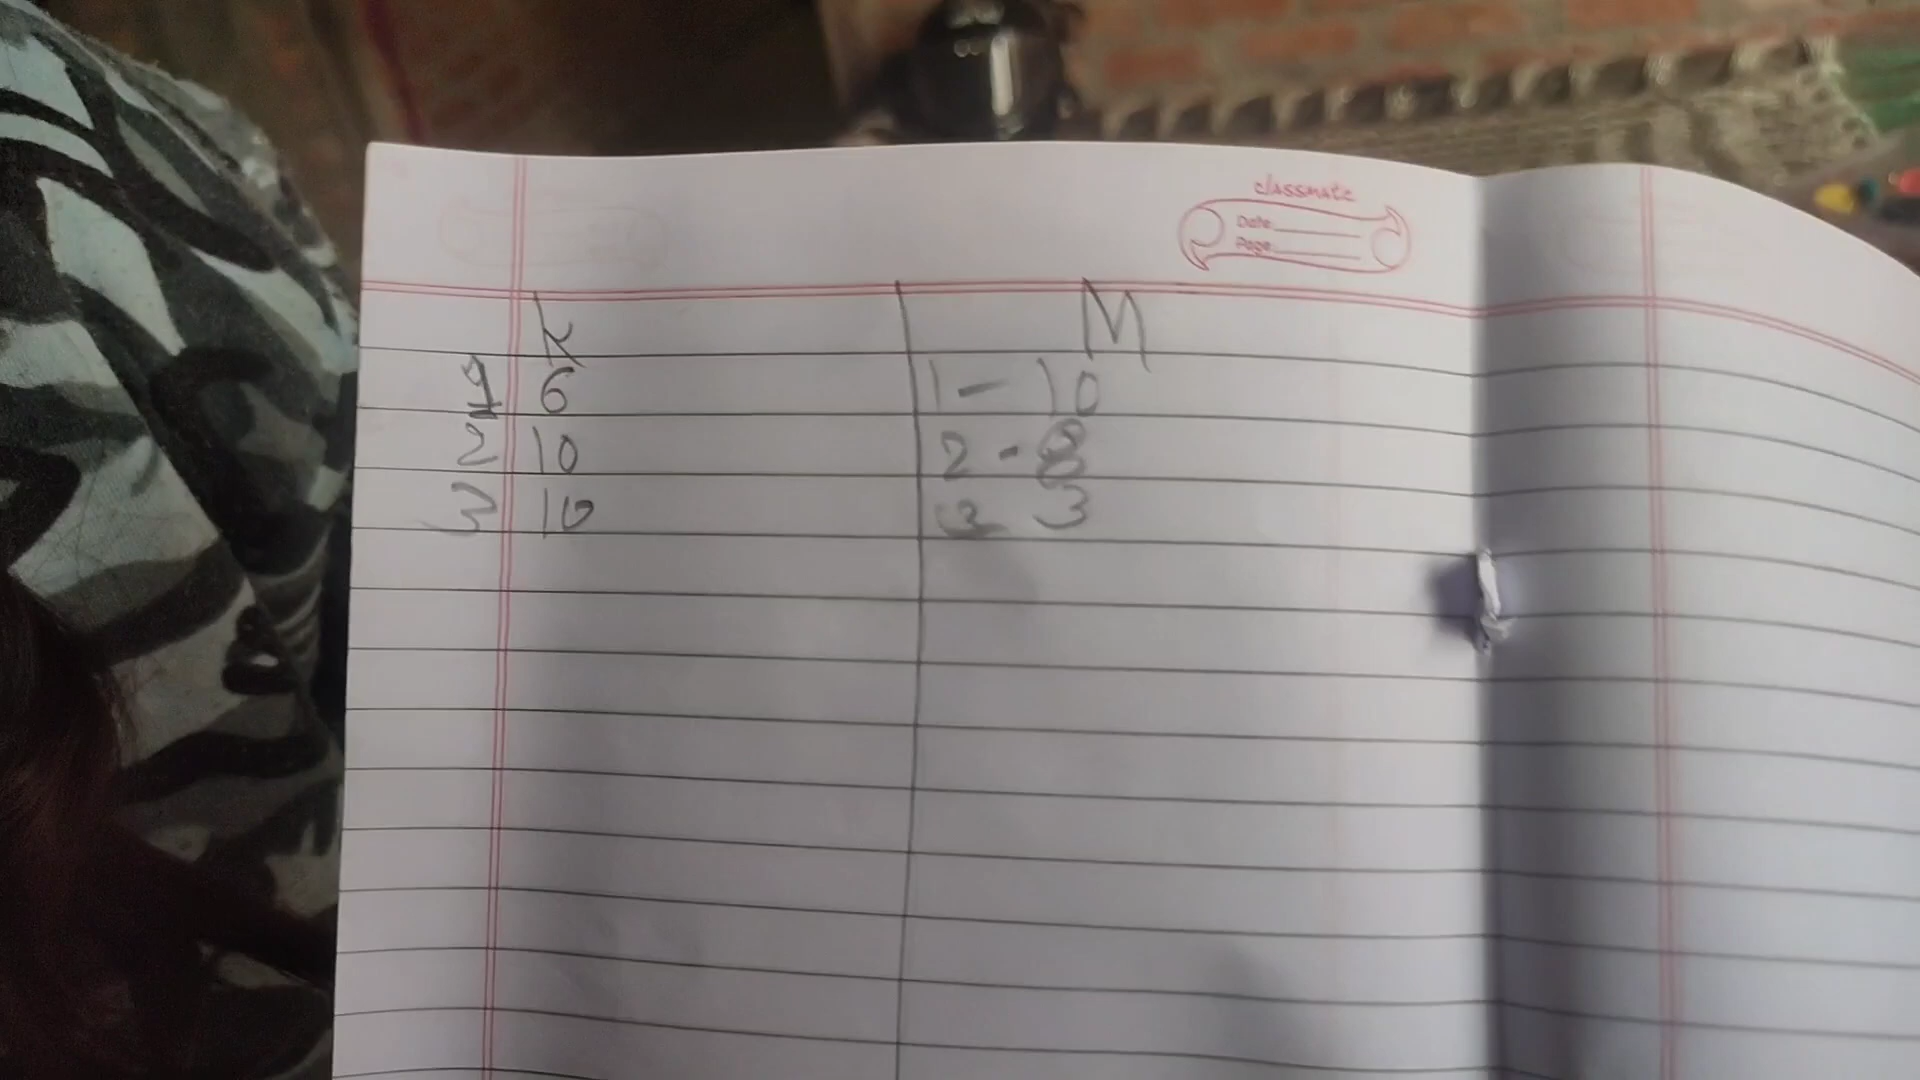 classmate
Date
Page
K M
1 6 1 - 10
2 10 2 - 8
3 10 3 3